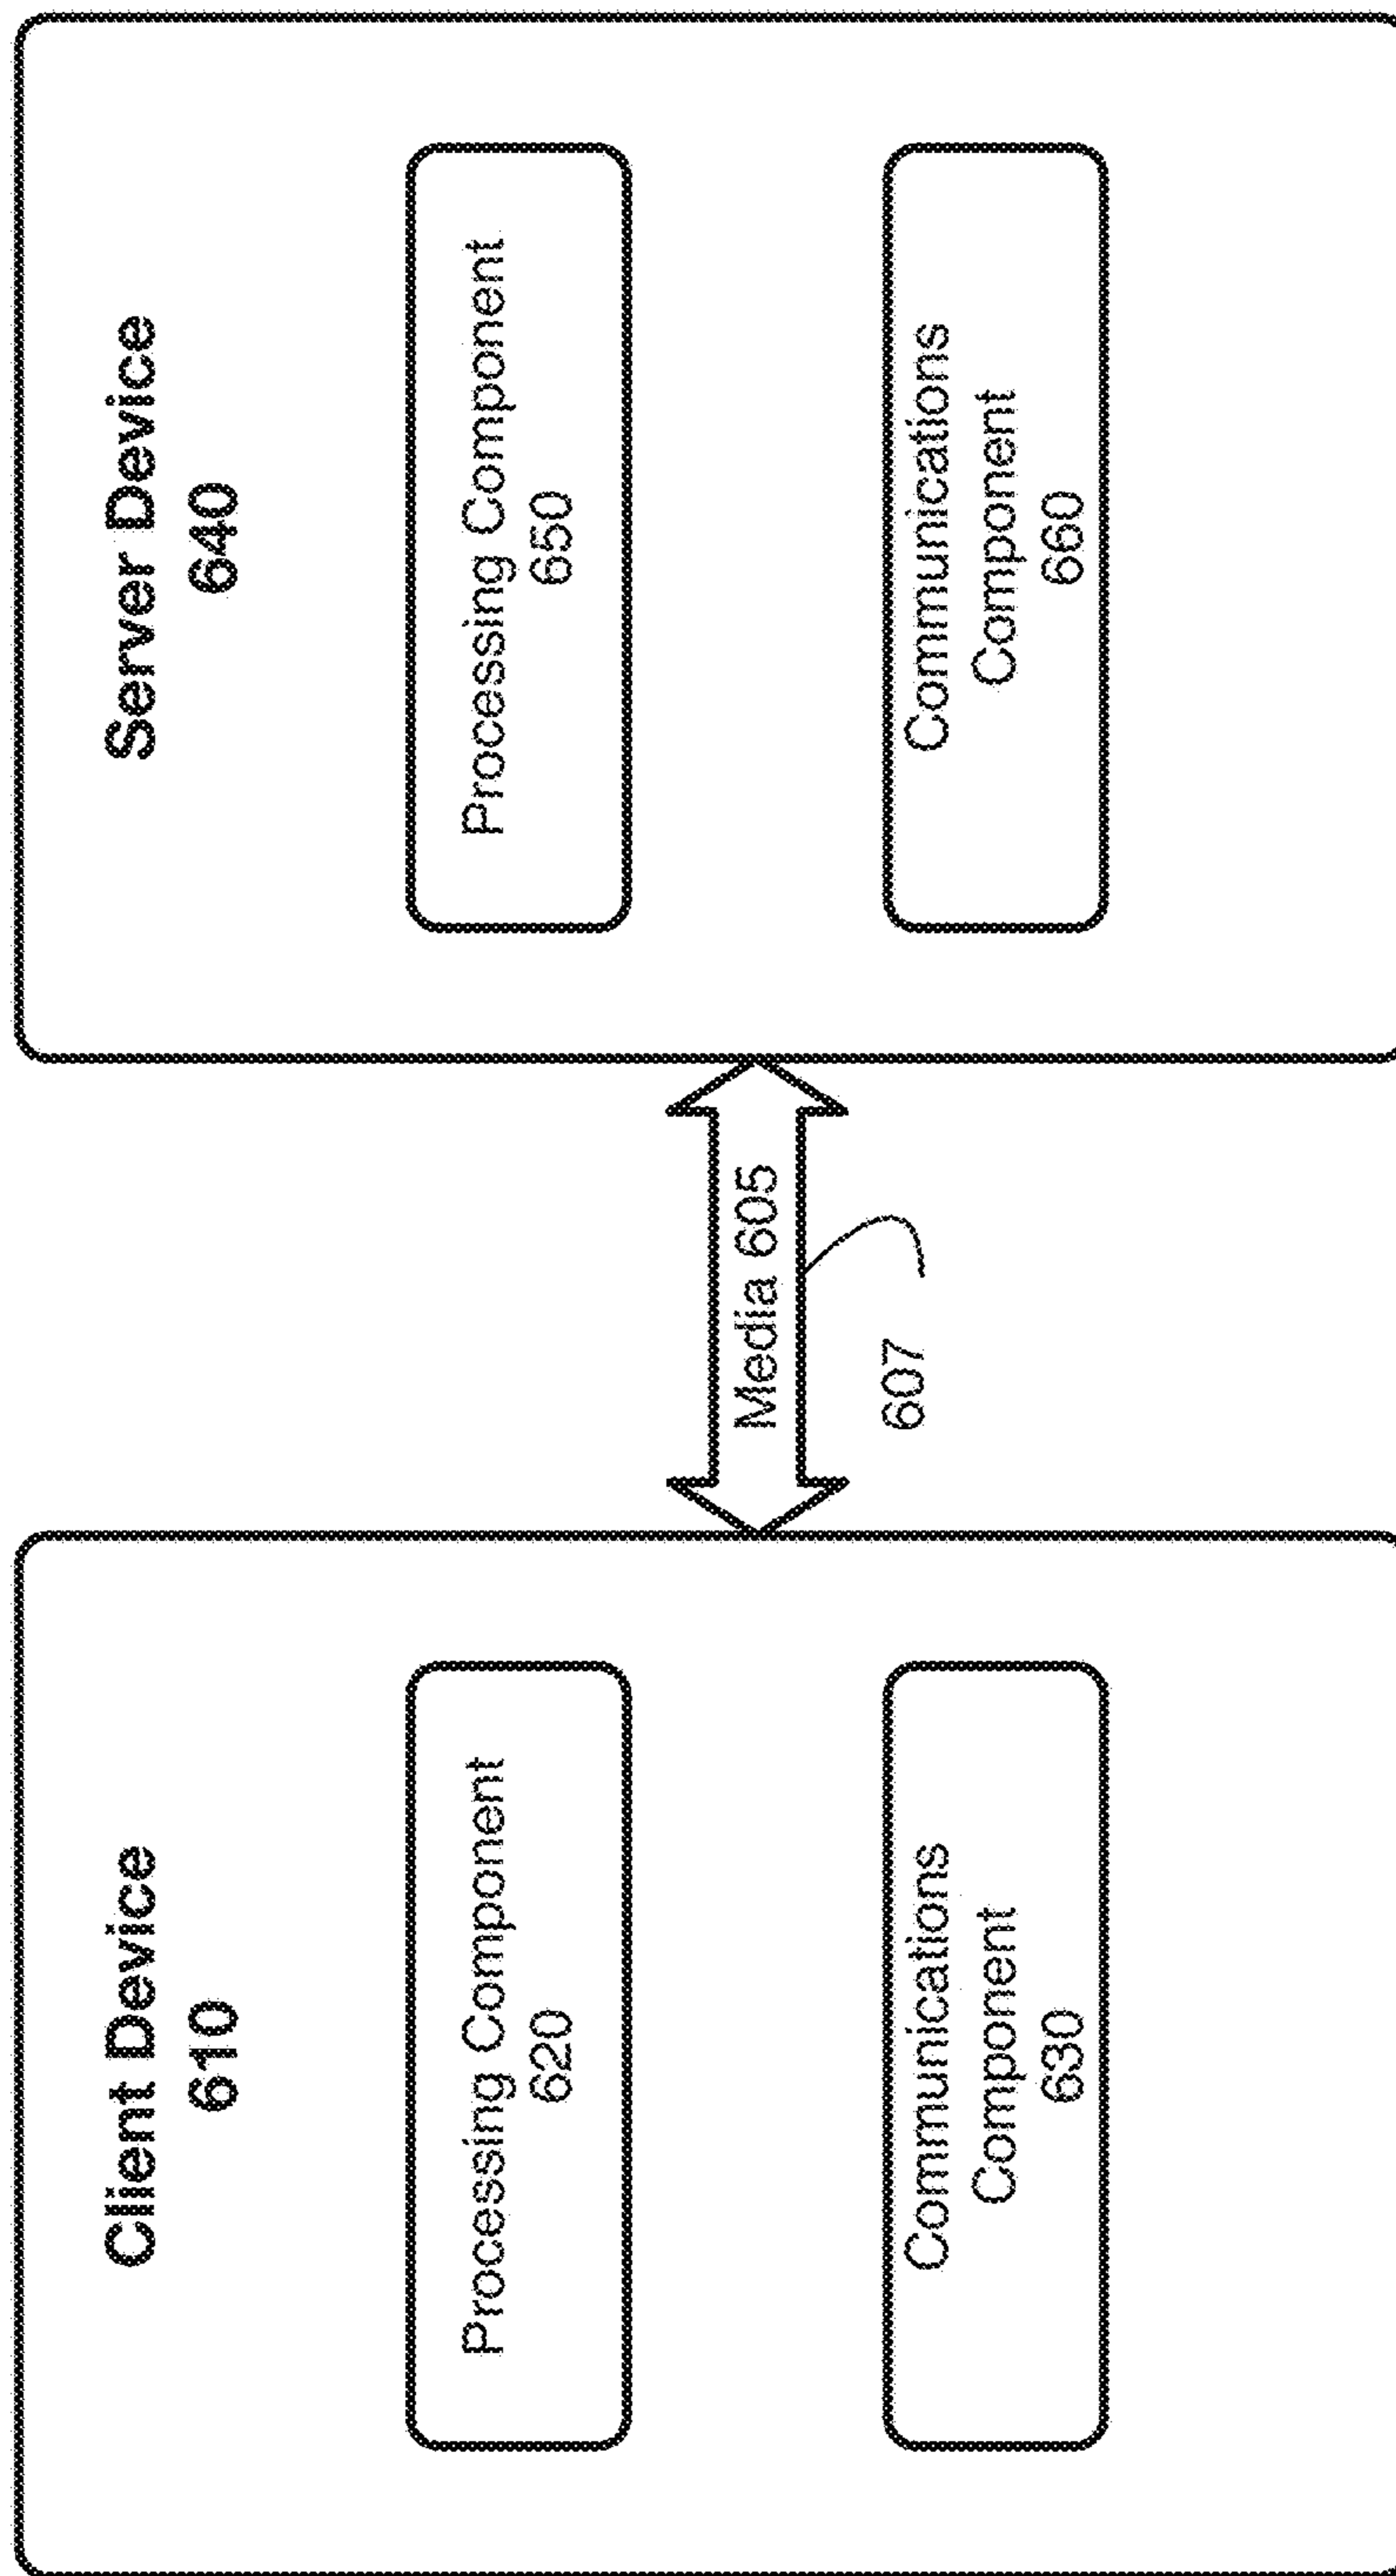 Client Device
610
Processing Component
620
Communications
Component
630
Media 605
607
Server Device
640
Processing Component
650
Communications
Component
660